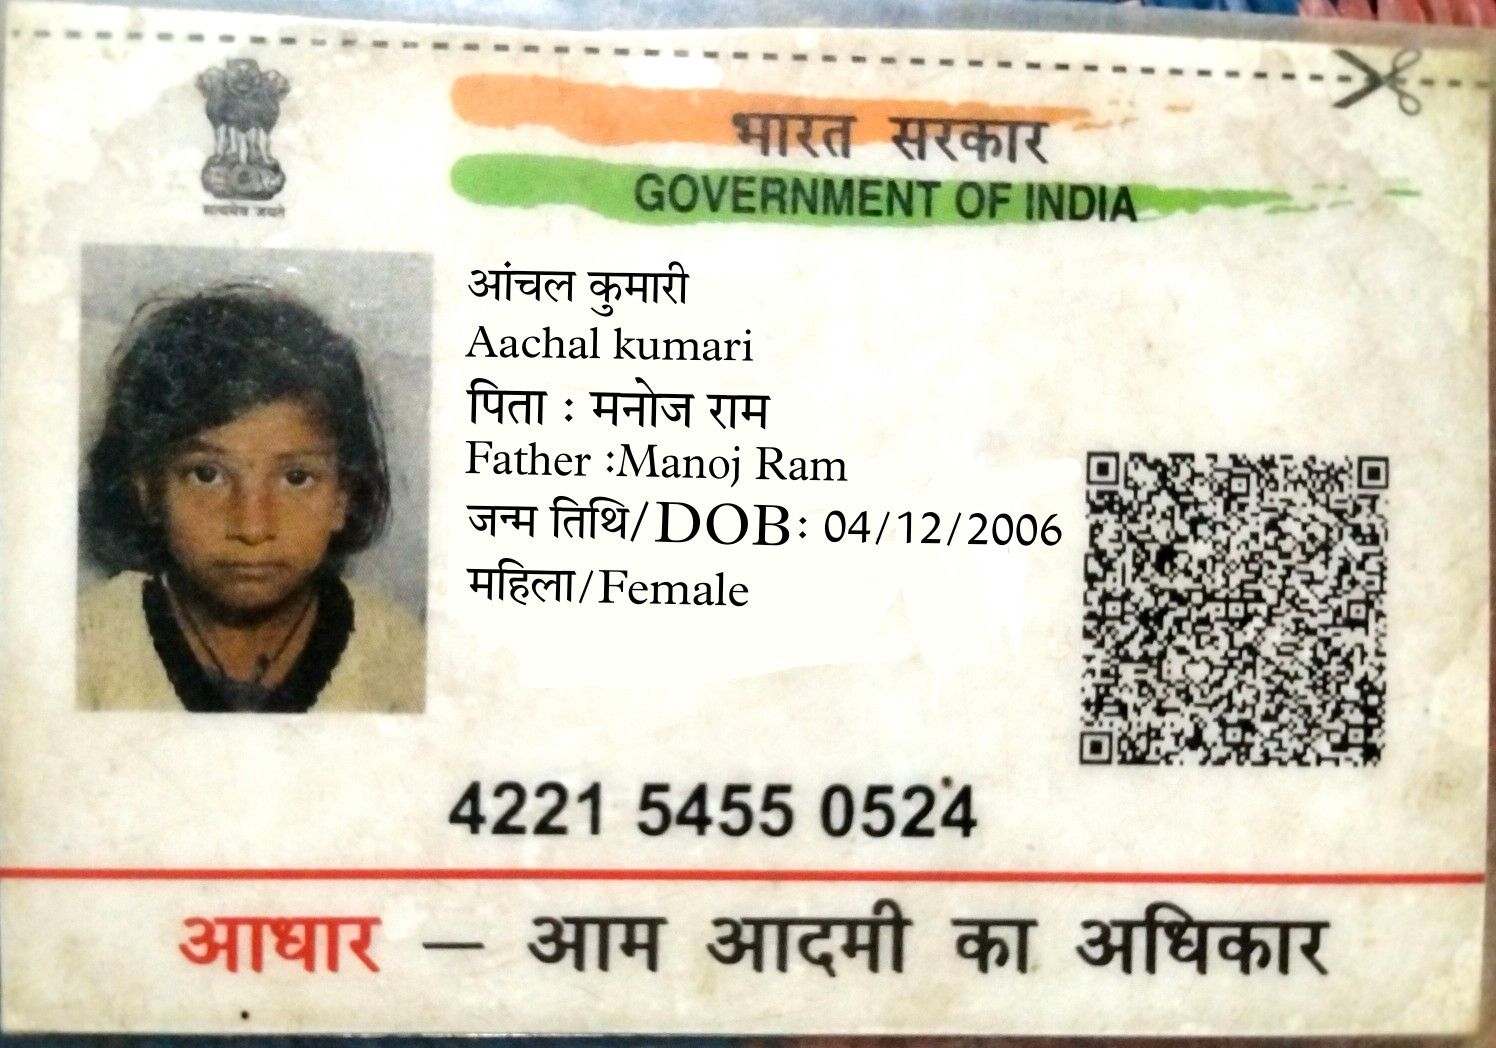 भारत सरकार
GOVERNMENT OF INDIA
सत्यमेव जयते
आंचल कुमारी
Aachal kumari
पिता : मनोज राम
Father :Manoj Ram
जन्म तिथि/DOB: 04/12/2006
महिला/Female
4221 5455 0524
आधार — आम आदमी का अधिकार